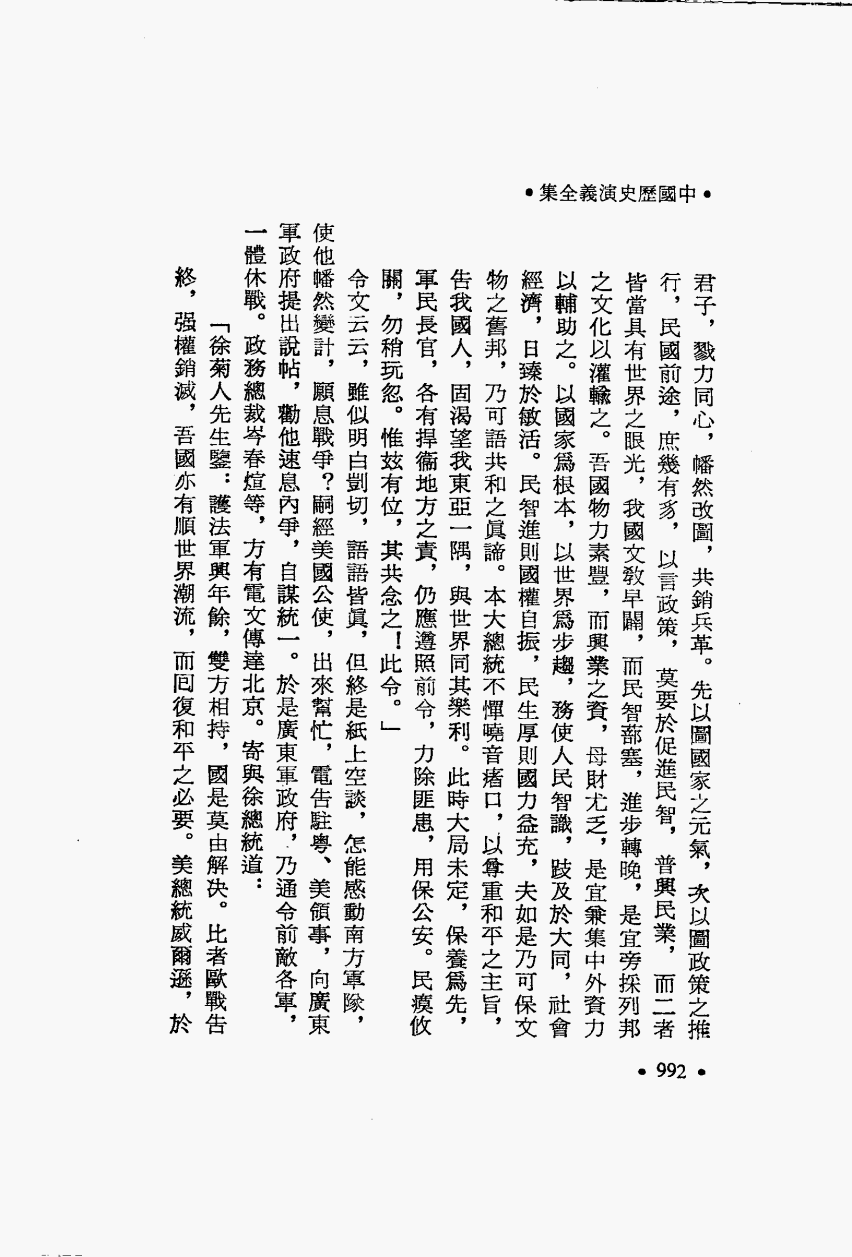 •集全義演史歷國中•
君子，戮力同心，幡然改圖，共銷兵革。先以圖國家之元氣，次以圖政策之推
行，民國前途，庶幾有豸，以言政策，莫要於促進民智，普興民業，而二者
皆當具有世界之眼光，我國文教早闢，而民智蔀塞，進步轉晚，是宜旁採列邦
之文化以灌輸之。吾國物力素豐，而興業之資，母財尤乏，是宜兼集中外資力
以輔助之。以國家爲根本，以世界爲步趨，務使人民智識，跂及於大同，社會
經濟，日臻於敏活。民智進則國權自振，民生厚則國力益充，夫如是乃可保文
物之舊邦，乃可語共和之眞諦。本大總統不憚嘵音瘏口，以尊重和平之主旨，
告我國人，固渴望我東亞一隅，與世界同其樂利。此時大局未定，保養爲先，
軍民長官，各有捍衞地方之責，仍應遵照前令，力除匪患，用保公安。民瘼攸
關，勿稍玩忽。惟玆有位，其共念之！此令。」
令文云云，雖似明白剴切，語語皆眞，但終是紙上空談，怎能感動南方軍隊，
使他幡然變計，願息戰爭？嗣經美國公使，出來幫忙，電告駐粵、美領事，向廣東
軍政府提出說帖，勸他速息內爭，自謀統一。於是廣東軍政府，乃通令前敵各軍，
一體休戰。政務總裁岑春煊等，方有電文傳達北京。寄與徐總統道：
「徐菊人先生鑒：護法軍興年餘，雙方相持，國是莫由解決。比者歐戰告
終，强權銷滅，吾國亦有順世界潮流，而囘復和平之必要。美總統威爾遜，於
• 992 •